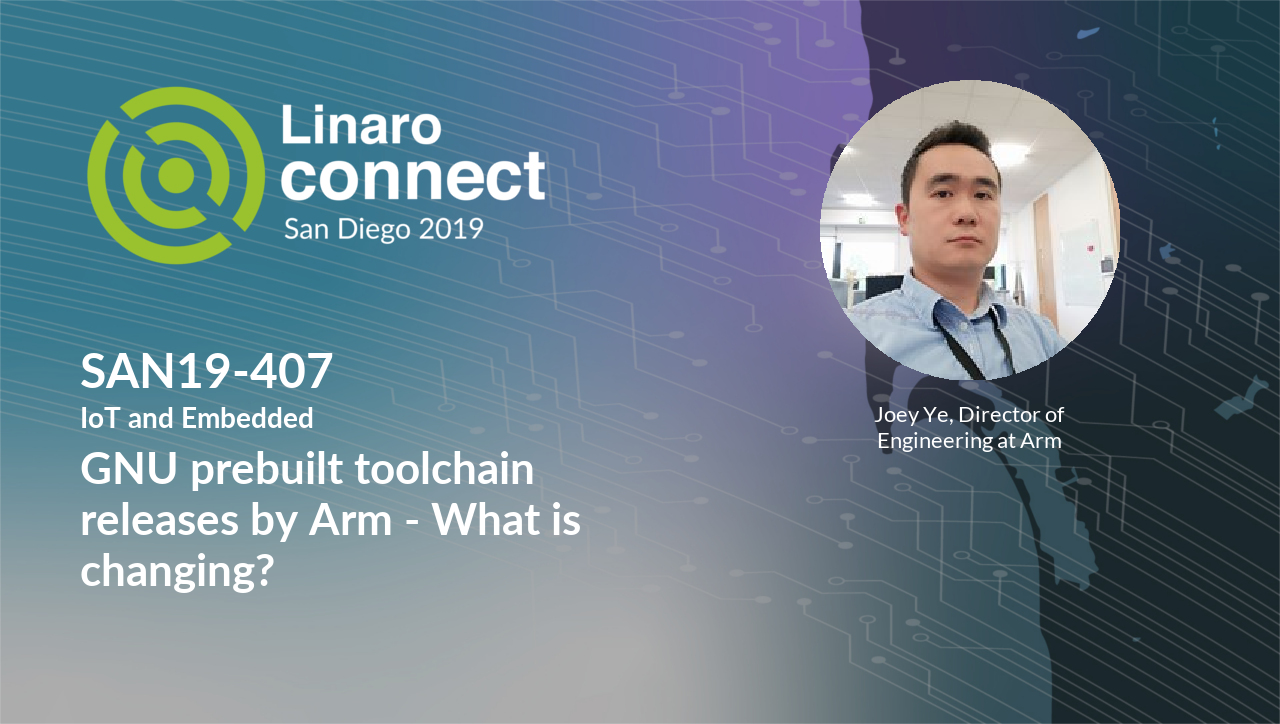 Linaro
connect
San Diego 2019
SAN19-407
IoT and Embedded
GNU prebuilt toolchain
releases by Arm - What is
changing?
Joey Ye, Director of
Engineering at Arm